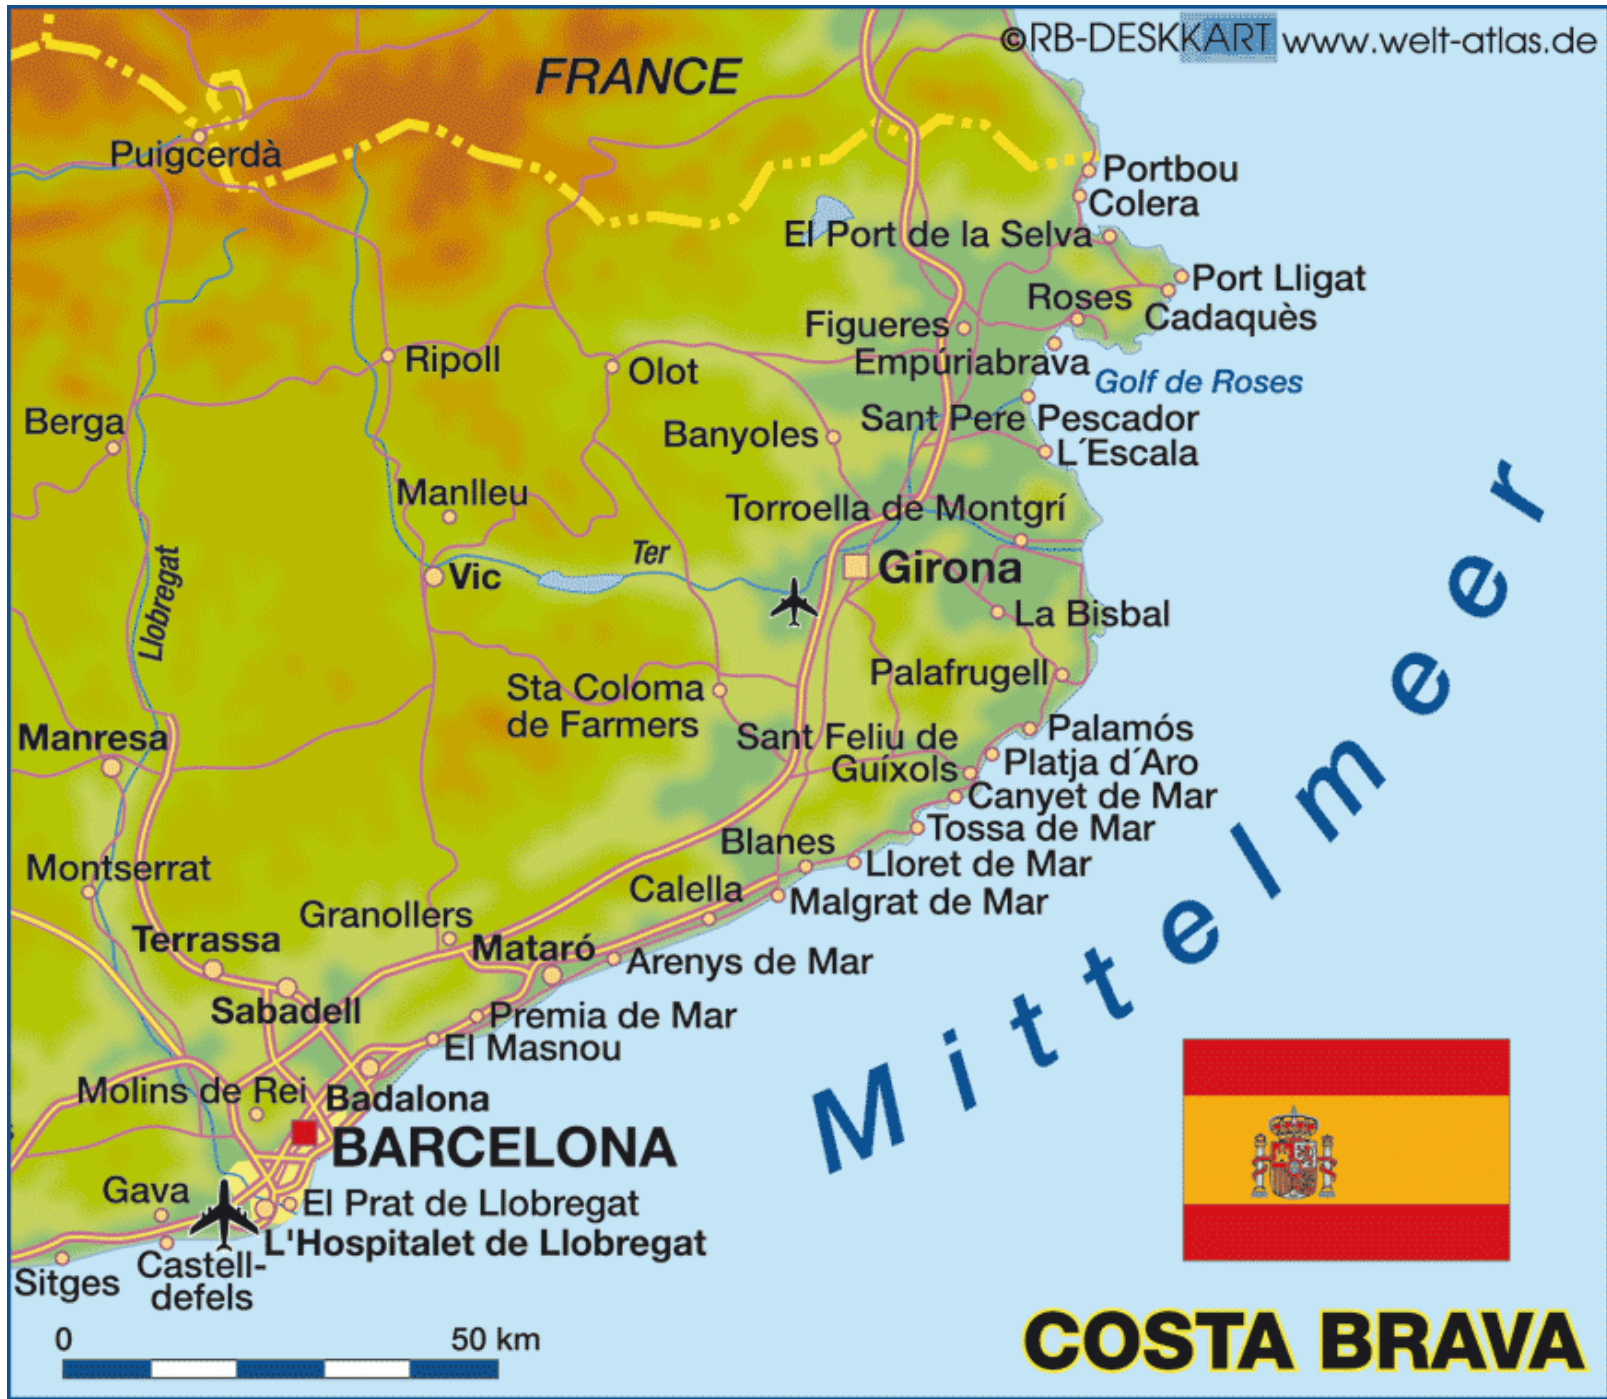 ©RB-DESKKART www.welt-atlas.de
FRANCE
Puigcerdà
Portbou
Colera
El Port de la Selva
Port Lligat
Roses
Cadaquès
Figueres
Empúriabrava
Ripoll
Olot
Golf de Roses
Berga
Sant Pere Pescador
Banyoles
L´Escala
Manlleu
Torroella de Montgrí
Ter
Girona
Vic
Llobregat
La Bisbal
Palafrugell
Sta Coloma
de Farmers
Manresa
Palamós
Sant Feliu de
Guíxols
Platja d´Aro
Canyet de Mar
Tossa de Mar
Blanes
Lloret de Mar
Montserrat
Calella
Malgrat de Mar
Granollers
Terrassa
Mataró
Arenys de Mar
Sabadell
Premia de Mar
El Masnou
Mittelmeer
Molins de Rei
Badalona
BARCELONA
Gava
El Prat de Llobregat
L'Hospitalet de Llobregat
Castell-
defels
Sitges
0 50 km
COSTA BRAVA